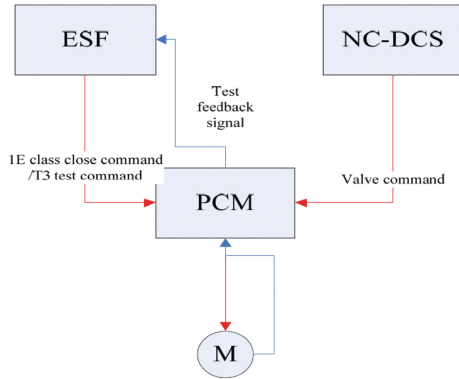 ESF
NC-DCS
Test
feedback
signal
1E class close command
/T3 test command
Valve command
PCM
M